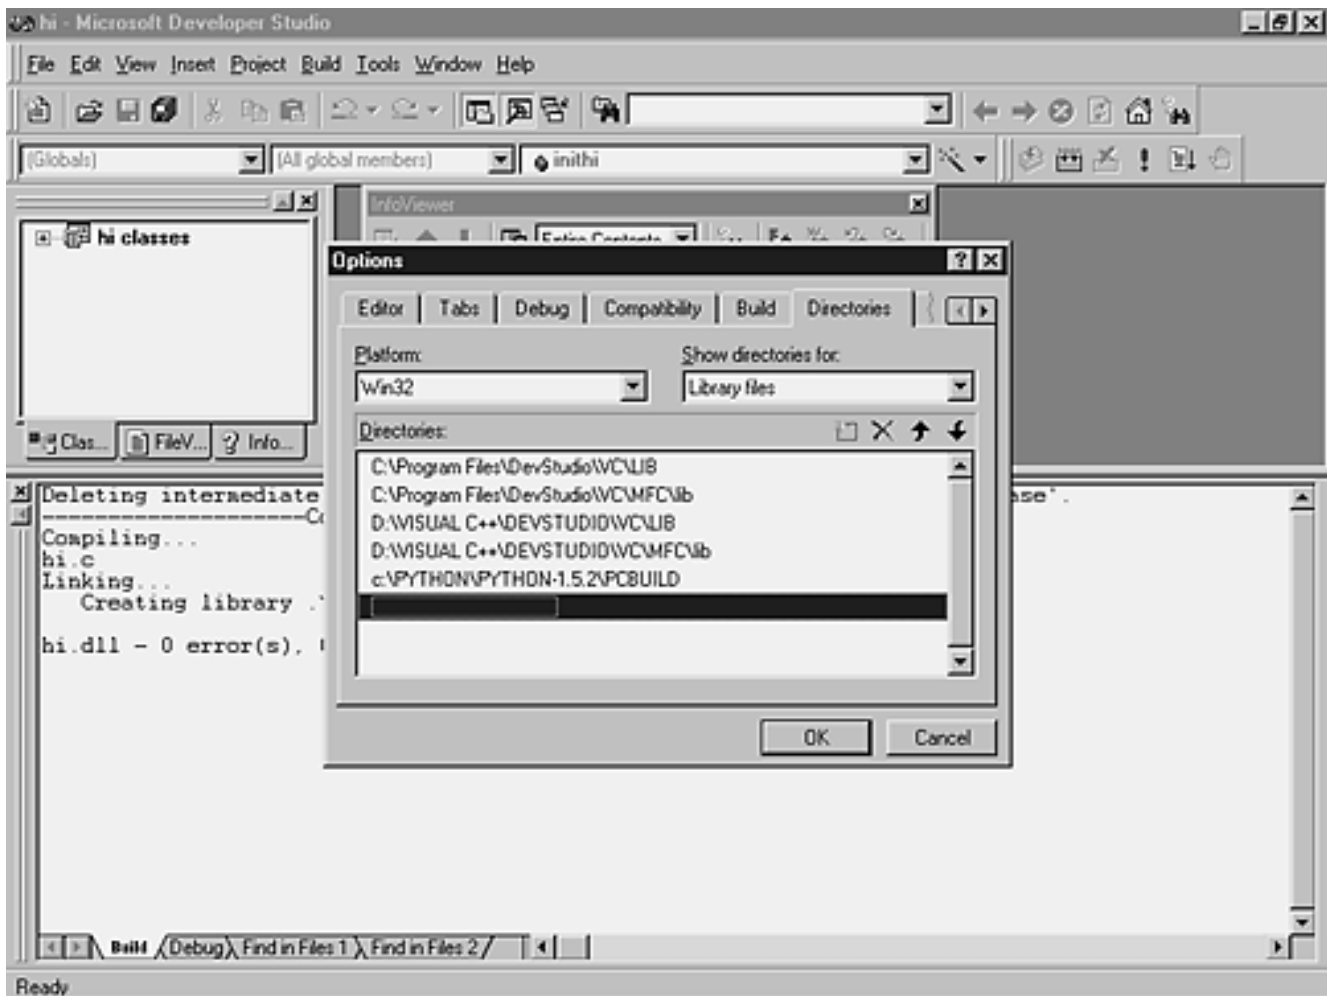 hi - Microsoft Developer Studio
File Edit View Insert Project Build Tools Window Help
(Globals) (All global members) inithi
InfoViewer
hi classes
Entire Contents
Options
Editor Tabs Debug Compatibility Build Directories
Platform: Show directories for:
Win32 Library files
Directories:
C:\Program Files\DevStudio\VC\LIB
C:\Program Files\DevStudio\VC\MFC\lib
D:\VISUAL C++\DEVSTUDIO\VC\LIB
D:\VISUAL C++\DEVSTUDIO\VC\MFC\lib
c:\PYTHON\PYTHON-1.5.2\PCBUILD
OK Cancel
Clas... FileV... Info...
Deleting intermediate ase'.
--------------------Co
Compiling...
hi.c
Linking...
Creating library .\
hi.dll - 0 error(s),
Build Debug Find in Files 1 Find in Files 2
Ready